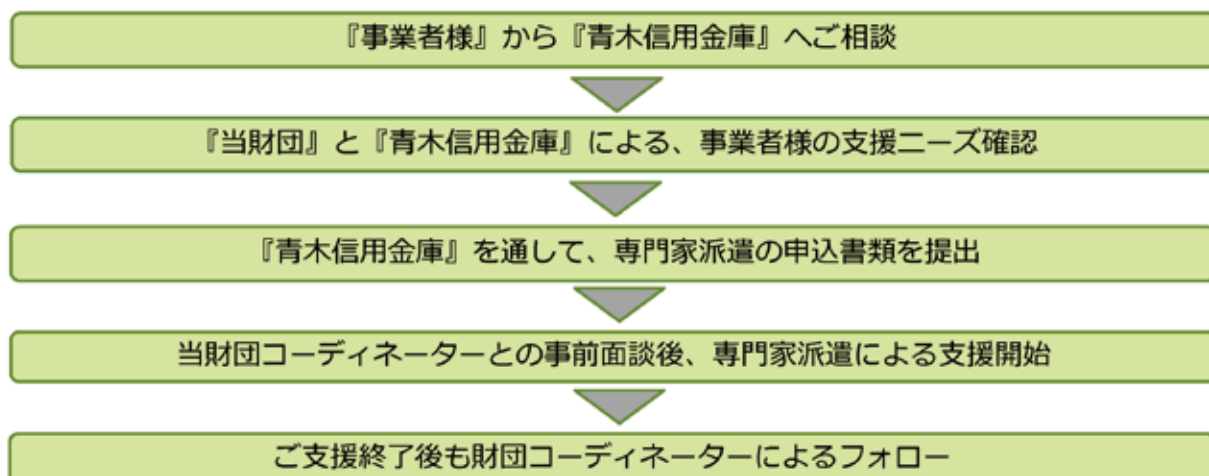 『事業者様』から『青木信用金庫』へご相談
『当財団』と『青木信用金庫』による、事業者様の支援ニーズ確認
『青木信用金庫』を通して、専門家派遣の申込書類を提出
当財団コーディネーターとの事前面談後、専門家派遣による支援開始
ご支援終了後も財団コーディネーターによるフォロー